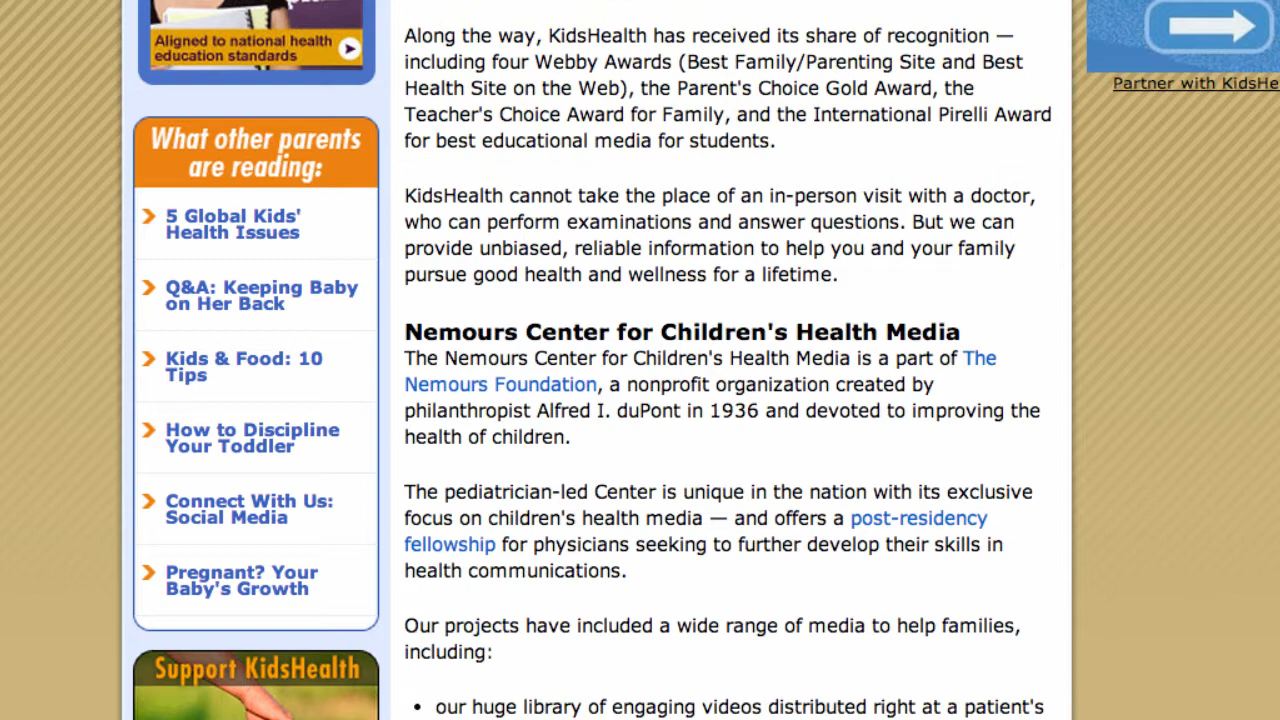 Aligned to national health
education standards
What other parents
are reading:
5 Global Kids'
Health Issues
Q&A: Keeping Baby
on Her Back
Kids & Food: 10
Tips
How to Discipline
Your Toddler
Connect With Us:
Social Media
Pregnant? Your
Baby's Growth
Support KidsHealth
Along the way, KidsHealth has received its share of recognition —
including four Webby Awards (Best Family/Parenting Site and Best
Health Site on the Web), the Parent's Choice Gold Award, the
Teacher's Choice Award for Family, and the International Pirelli Award
for best educational media for students.
KidsHealth cannot take the place of an in-person visit with a doctor,
who can perform examinations and answer questions. But we can
provide unbiased, reliable information to help you and your family
pursue good health and wellness for a lifetime.
Nemours Center for Children's Health Media
The Nemours Center for Children's Health Media is a part of The
Nemours Foundation, a nonprofit organization created by
philanthropist Alfred I. duPont in 1936 and devoted to improving the
health of children.
The pediatrician-led Center is unique in the nation with its exclusive
focus on children's health media — and offers a post-residency
fellowship for physicians seeking to further develop their skills in
health communications.
Our projects have included a wide range of media to help families,
including:
• our huge library of engaging videos distributed right at a patient's
Partner with KidsHe